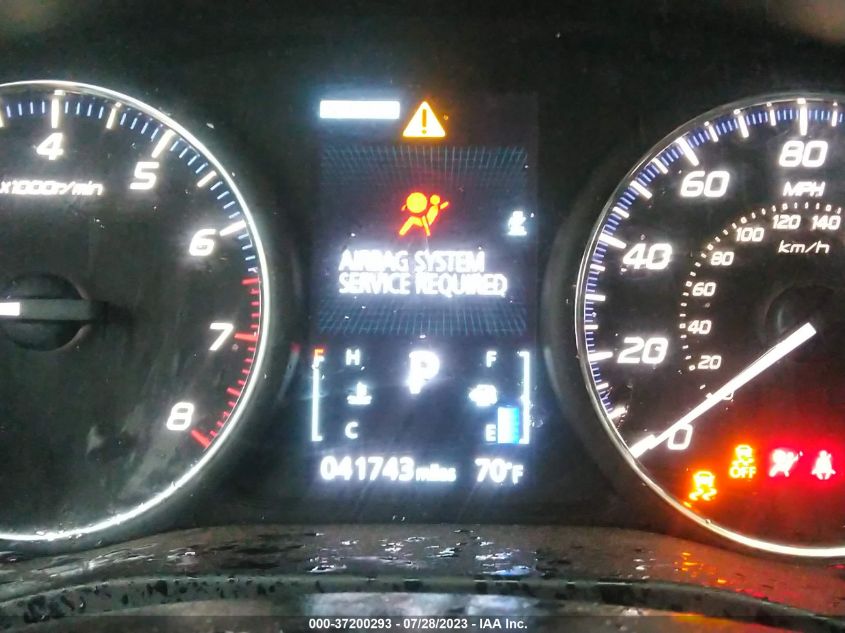 4
5
6
7
8
x1000r/min
AIRBAG SYSTEM
SERVICE REQUIRED
F H P F
C E
041743 miles 70°F
0
20
40
60
80
MPH
20
40
60
80
100
120
140
km/h
OFF
000-37200293 - 07/28/2023 - IAA Inc.